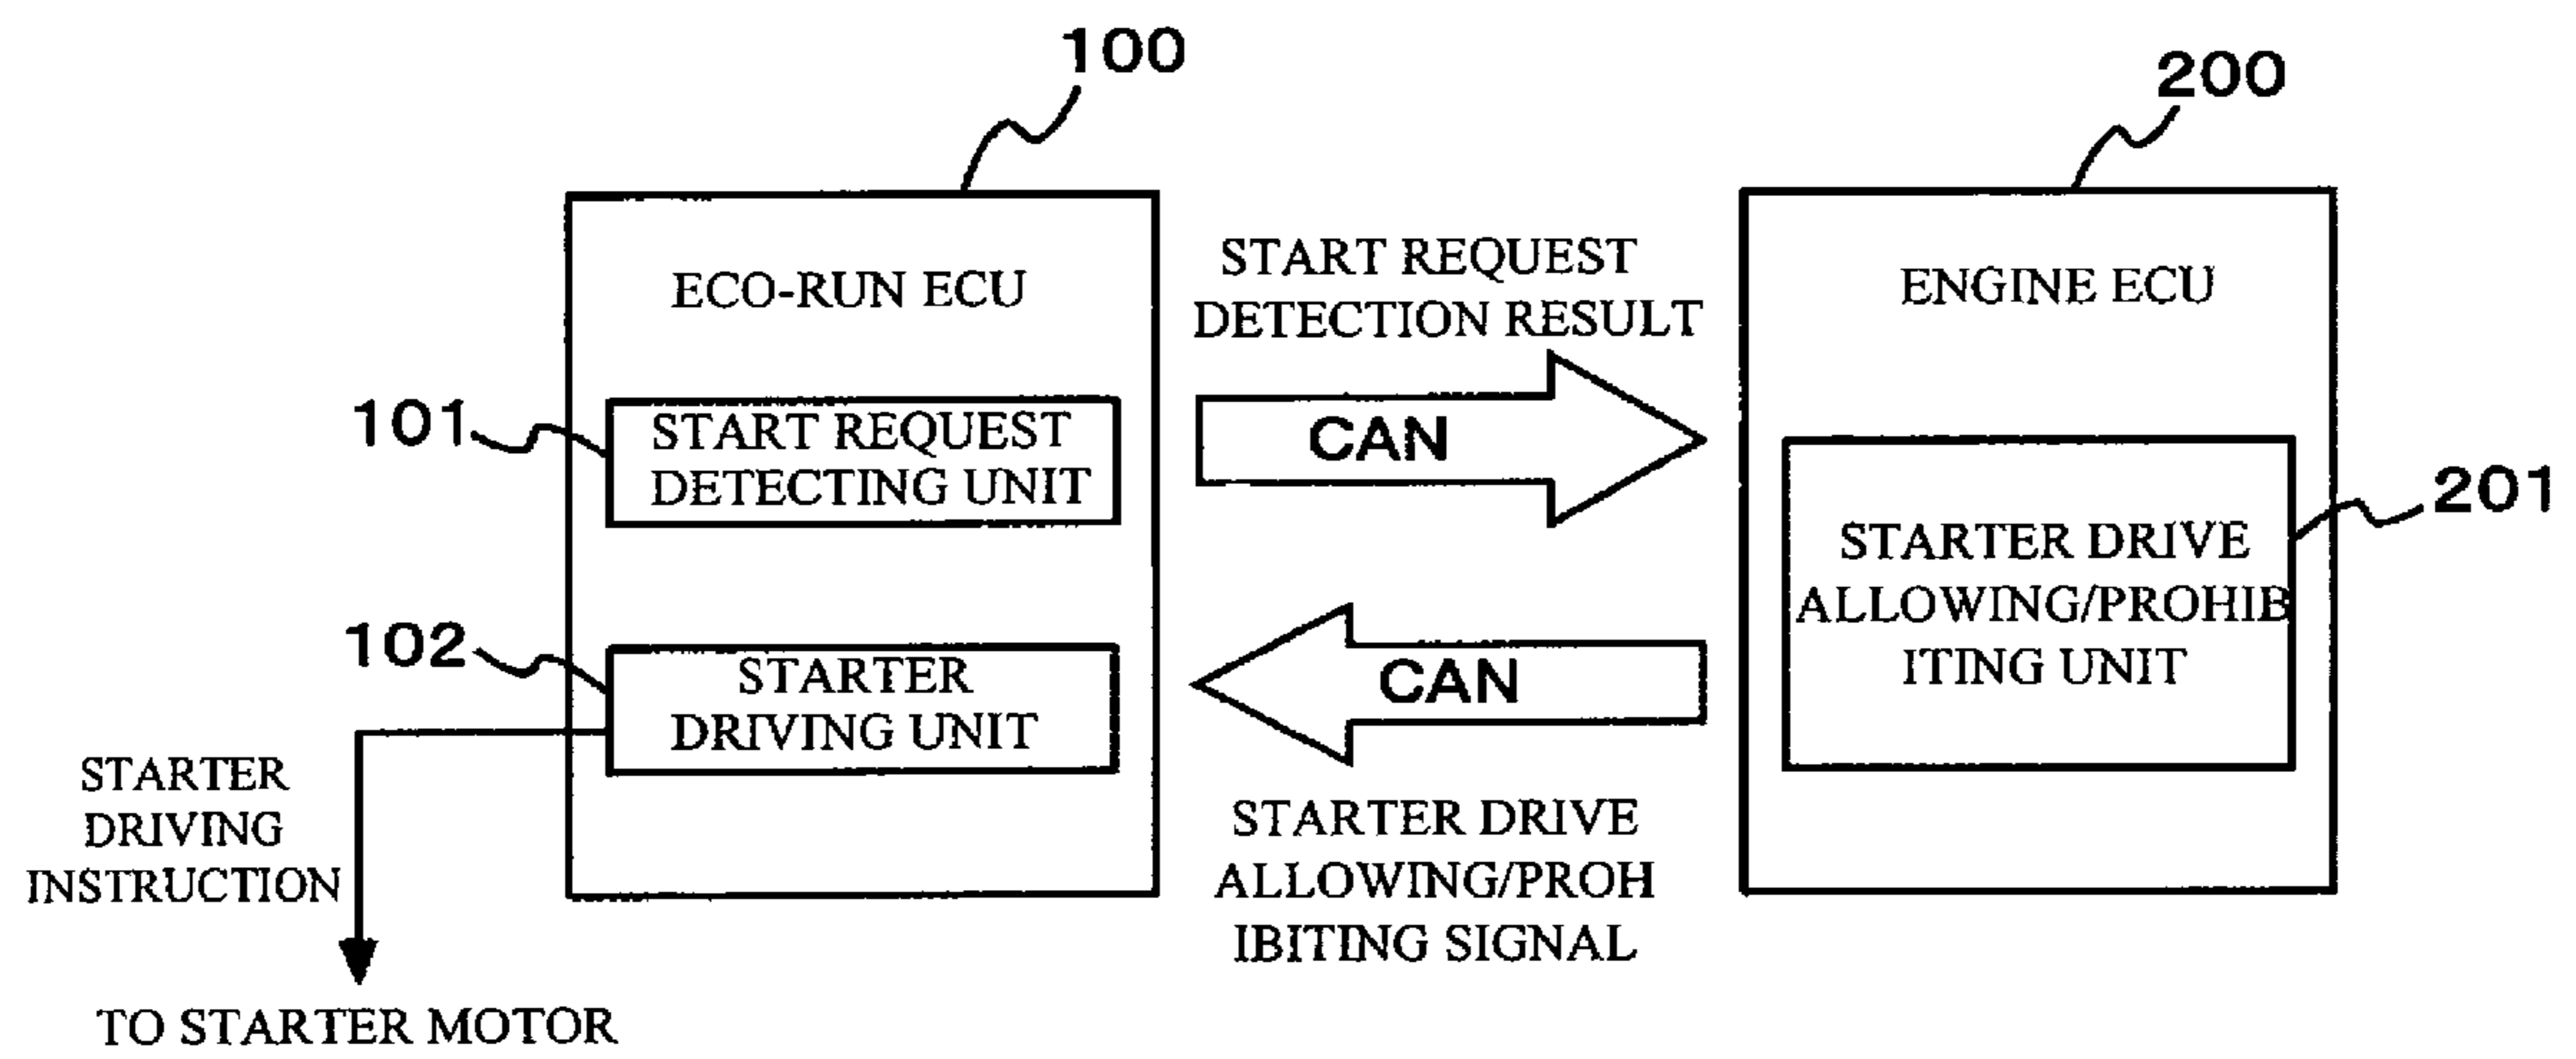 100
200
ECO-RUN ECU
START REQUEST
DETECTION RESULT
ENGINE ECU
101
START REQUEST
DETECTING UNIT
CAN
201
STARTER DRIVE
ALLOWING/PROHIB
ITING UNIT
102
STARTER
DRIVING UNIT
CAN
STARTER
DRIVING
INSTRUCTION
STARTER DRIVE
ALLOWING/PROH
IBITING SIGNAL
TO STARTER MOTOR